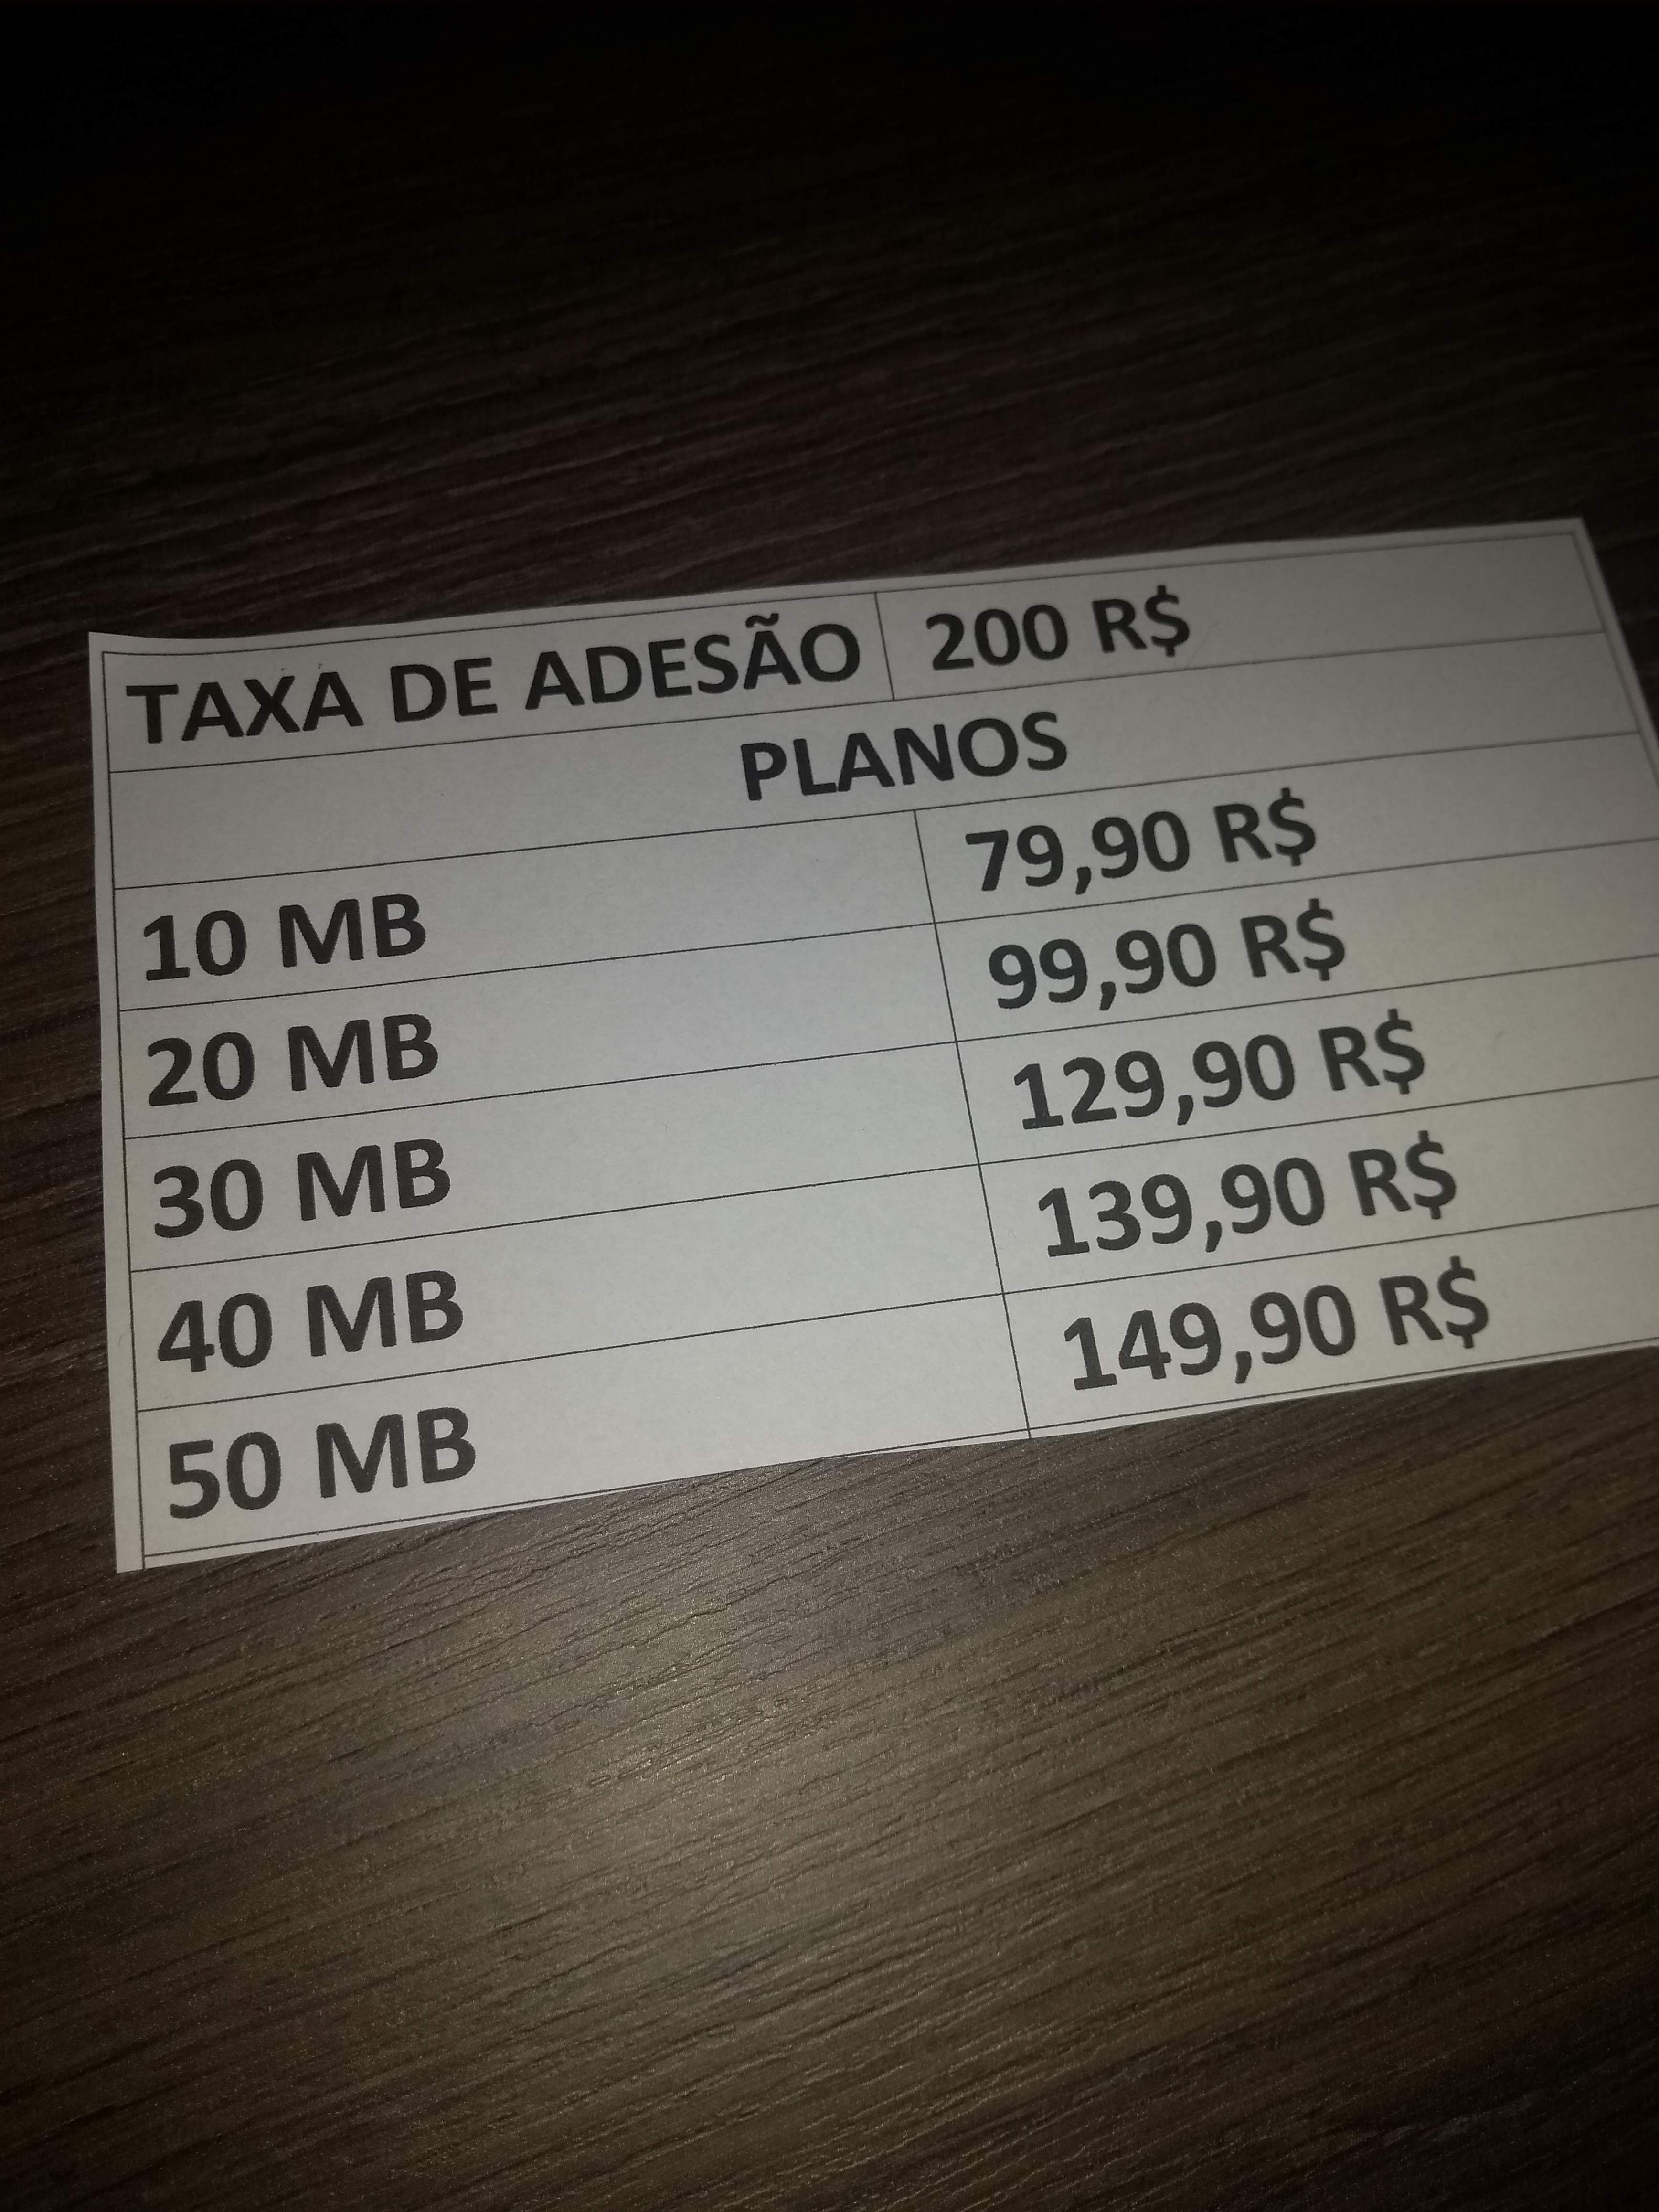 TAXA DE ADESÃO 200 R$
PLANOS
10 MB 79,90 R$
20 MB 99,90 R$
30 MB 129,90 R$
40 MB 139,90 R$
50 MB 149,90 R$